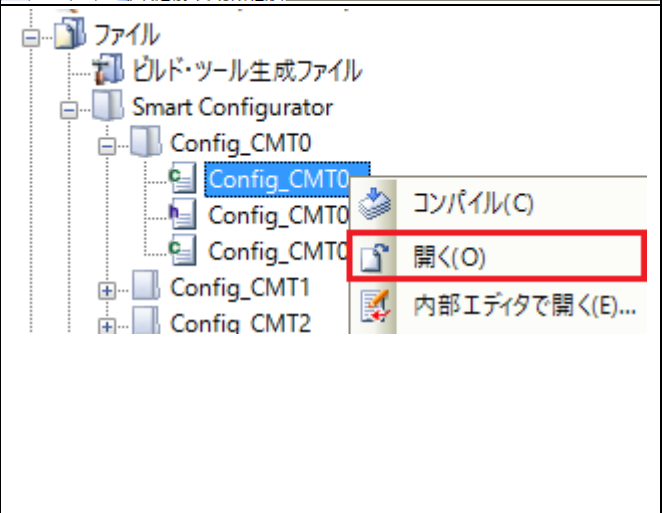 ファイル
ビルド・ツール生成ファイル
Smart Configurator
Config_CMT0
Config_CMT0
コンパイル(C)
Config_CMT0
Config_CMT0
開く(O)
Config_CMT1
内部エディタで開く(E)...
Config_CMT2